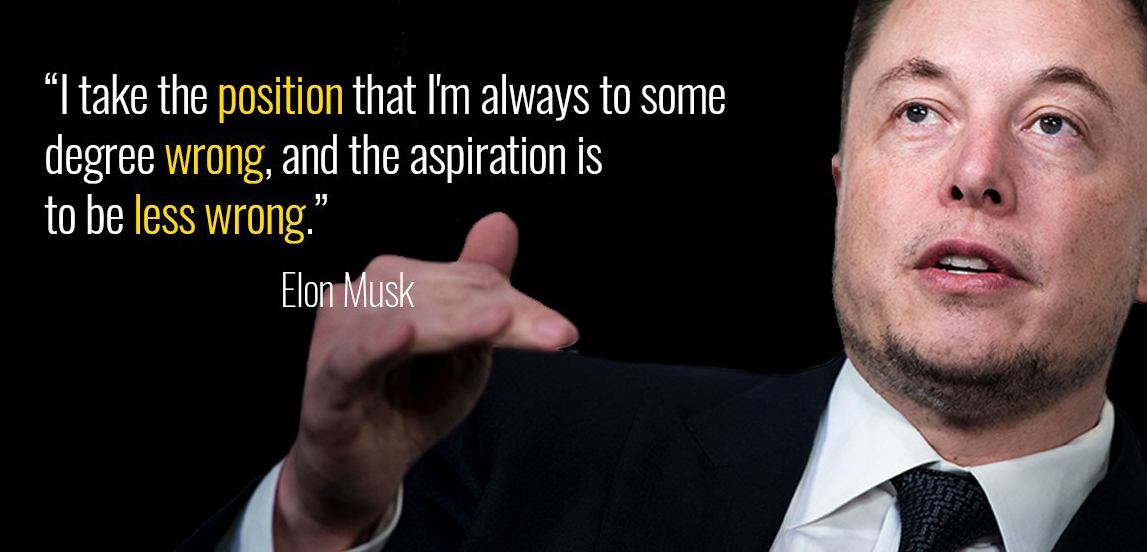 “I take the position that I'm always to some
degree wrong, and the aspiration is
to be less wrong.”
Elon Musk